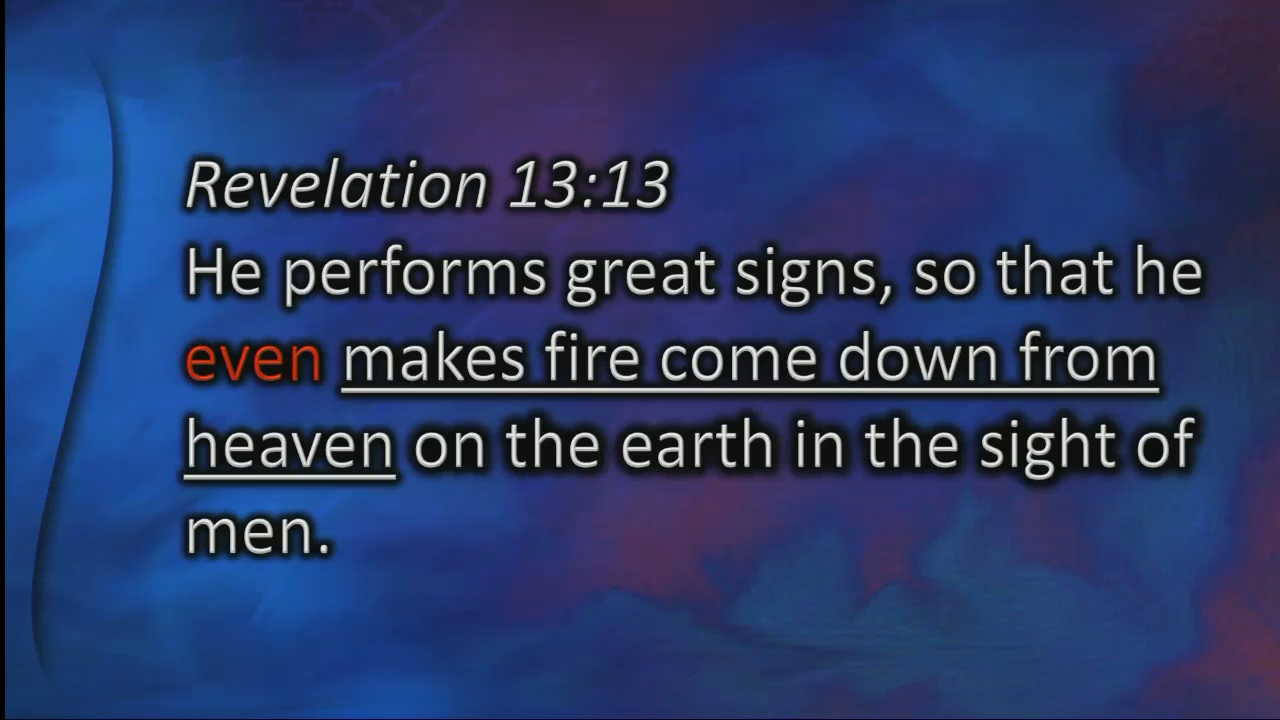 Revelation 13:13
He performs great signs, so that he
even makes fire come down from
heaven on the earth in the sight of
men.